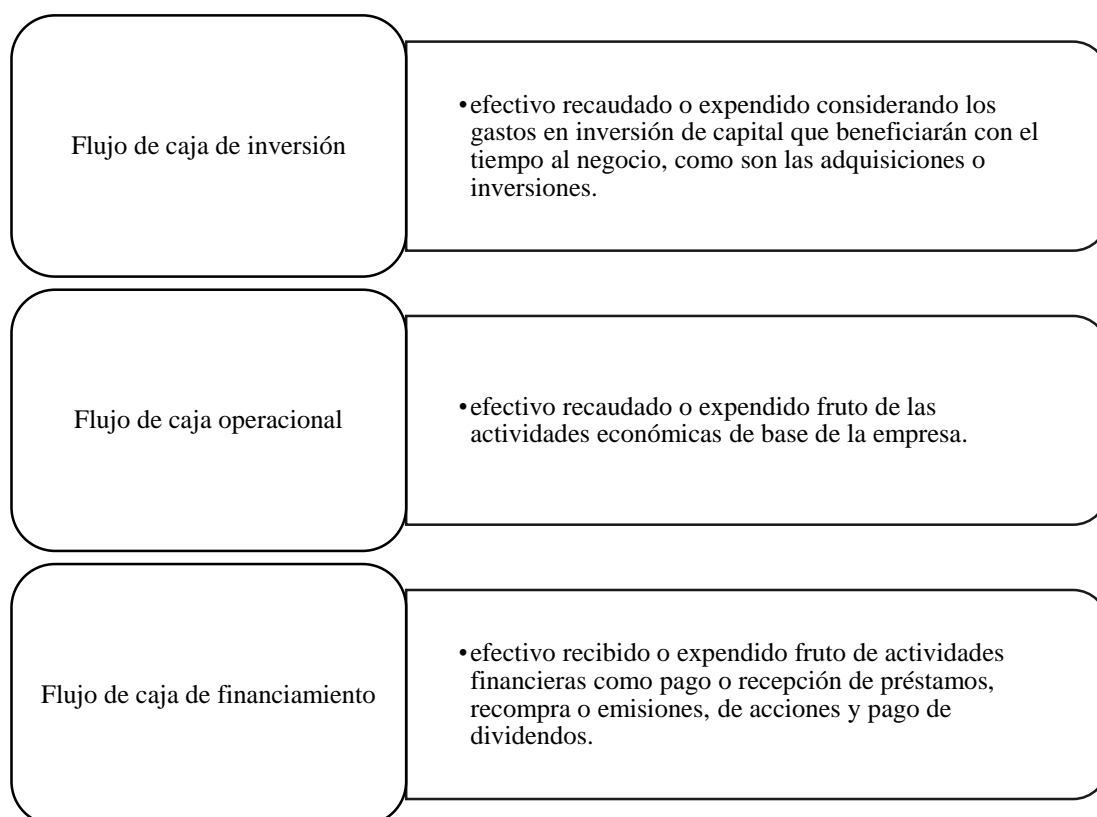 Flujo de caja de inversión
•efectivo recaudado o expendido considerando los
gastos en inversión de capital que beneficiarán con el
tiempo al negocio, como son las adquisiciones o
inversiones.
Flujo de caja operacional
•efectivo recaudado o expendido fruto de las
actividades económicas de base de la empresa.
Flujo de caja de financiamiento
•efectivo recibido o expendido fruto de actividades
financieras como pago o recepción de préstamos,
recompra o emisiones, de acciones y pago de
dividendos.